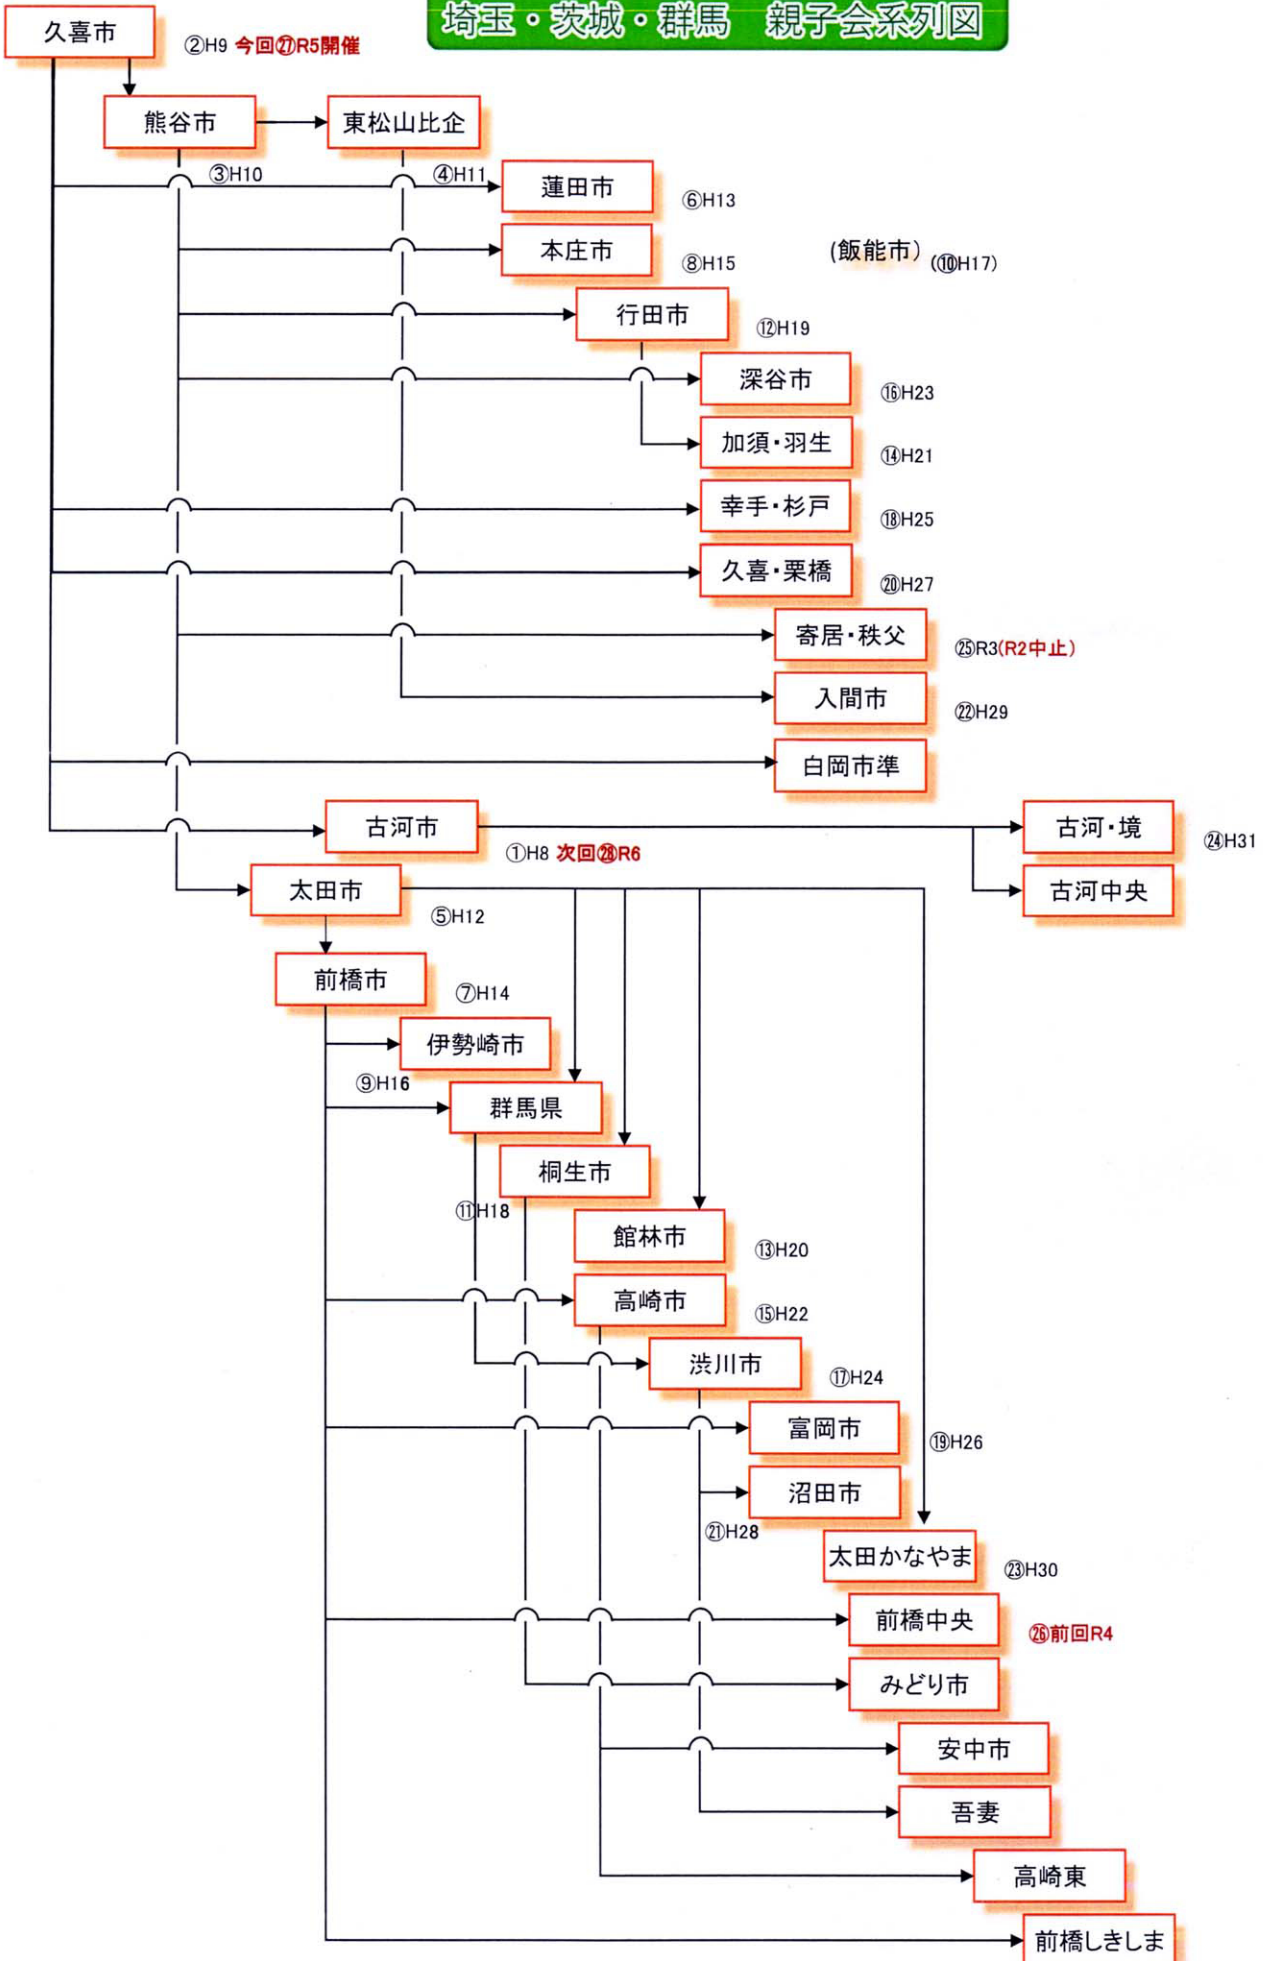 埼玉・茨城・群馬　親子会系列図
久喜市
②H9 今回㉗R5開催
熊谷市
東松山比企
③H10
④H11
蓮田市
⑥H13
本庄市
⑧H15
(飯能市) (⑩H17)
行田市
⑫H19
深谷市
⑯H23
加須・羽生
⑭H21
幸手・杉戸
⑱H25
久喜・栗橋
⑳H27
寄居・秩父
㉕R3(R2中止)
入間市
㉒H29
白岡市準
古河市
①H8 次回㉘R6
古河・境
㉔H31
太田市
⑤H12
古河中央
前橋市
⑦H14
伊勢崎市
⑨H16
群馬県
桐生市
⑪H18
館林市
⑬H20
高崎市
⑮H22
渋川市
⑰H24
富岡市
⑲H26
沼田市
㉑H28
太田かなやま
㉓H30
前橋中央
㉖前回R4
みどり市
安中市
吾妻
高崎東
前橋しきしま